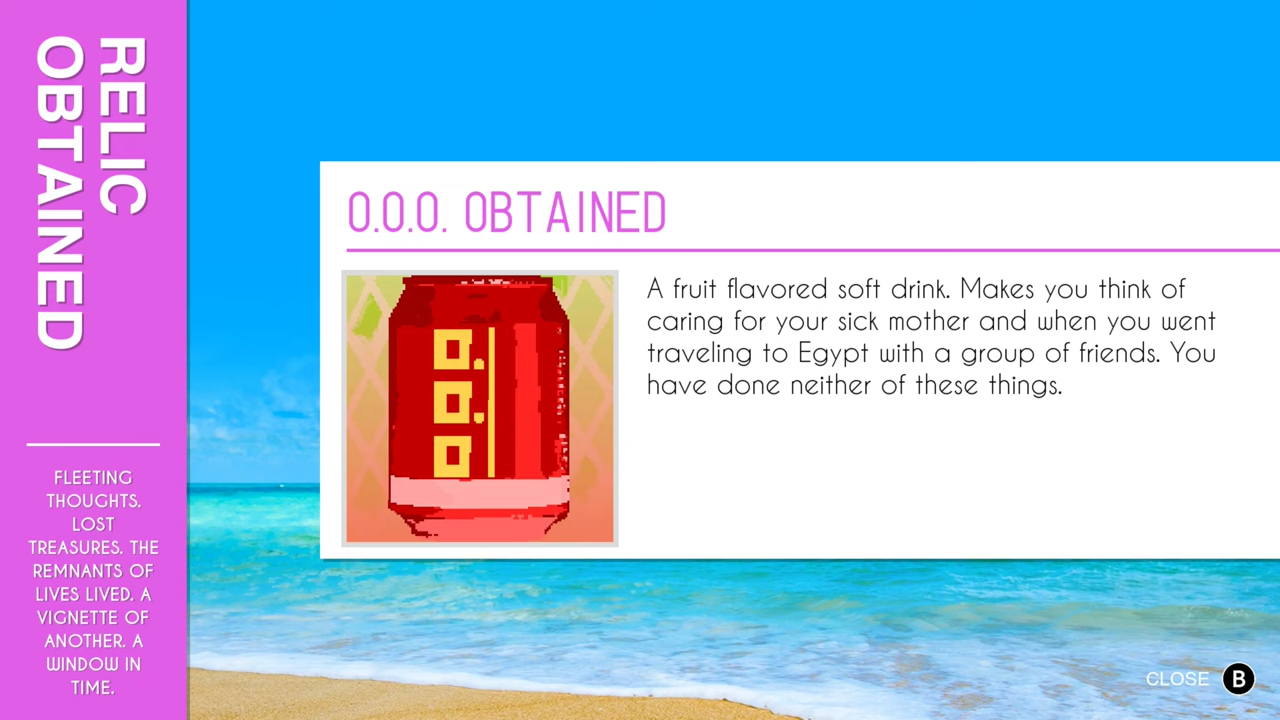 RELIC
OBTAINED
FLEETING
THOUGHTS.
LOST
TREASURES. THE
REMNANTS OF
LIVES LIVED. A
VIGNETTE OF
ANOTHER. A
WINDOW IN
TIME.
O.O.O. OBTAINED
O.O.O
A fruit flavored soft drink. Makes you think of
caring for your sick mother and when you went
traveling to Egypt with a group of friends. You
have done neither of these things.
CLOSE B